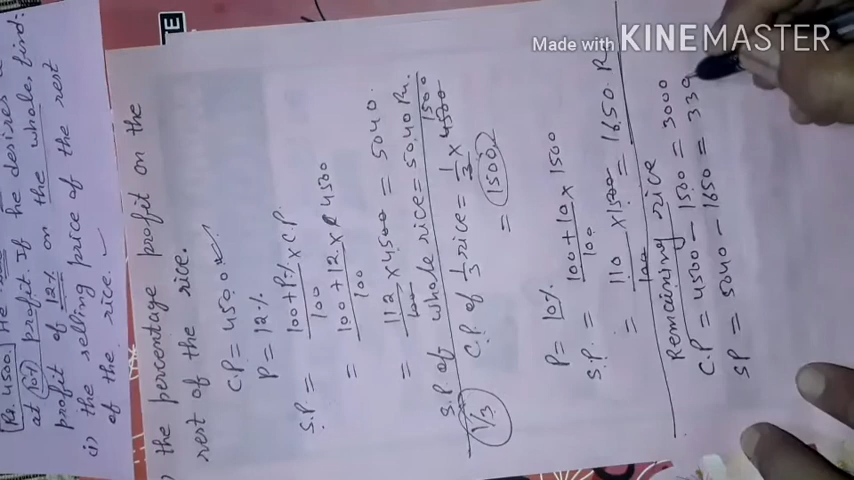 Made with KINEMASTER
Rs. 4500. He
at 10% profit. If he desires a
profit of 12% on the whole, find:
i) the selling price of the rest
of the rice.
) the percentage profit on the
rest of the rice.
C.P = 4500
P = 12%
S.P = 100+P%/100 × C.P.
= 100+12/100 × R 4500
= 112/100 × 4500 = 5040.
S.P of whole rice = 5040 Rs.
1/3 C.P. of 1/3 rice = 1/3 × 4500 1500
= 1500
P = 10%
S.P. = 100+10/100 × 1500
= 110/100 × 1500 = 1650. R
Remaining rice
C.P = 4500 - 1500 = 3000
SP = 5040 - 1650 = 339